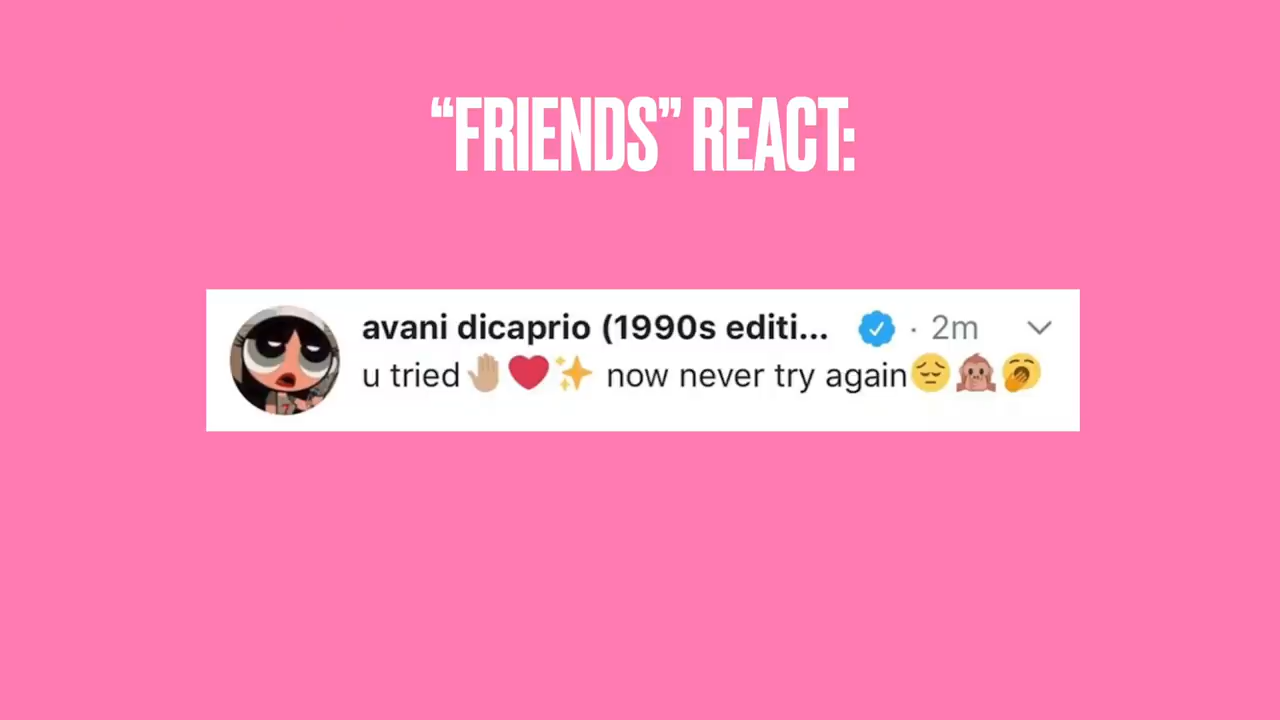 “FRIENDS” REACT:
avani dicaprio (1990s editi... · 2m
u tried🤚🏼❤️✨ now never try again😔🙊🥱